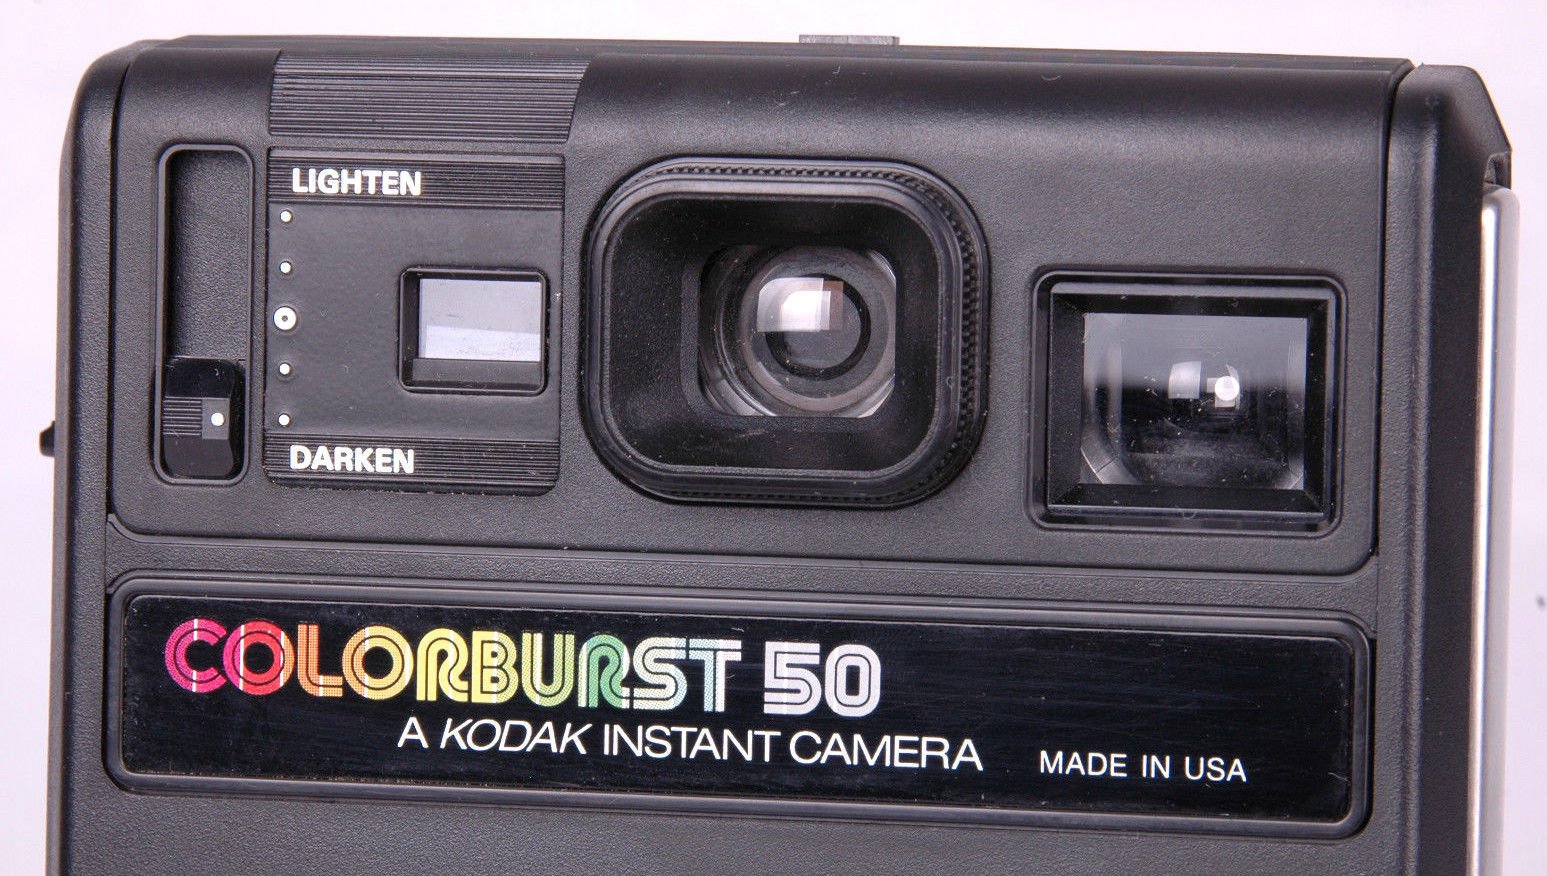 LIGHTEN
DARKEN
COLORBURST 50
A KODAK INSTANT CAMERA
MADE IN USA